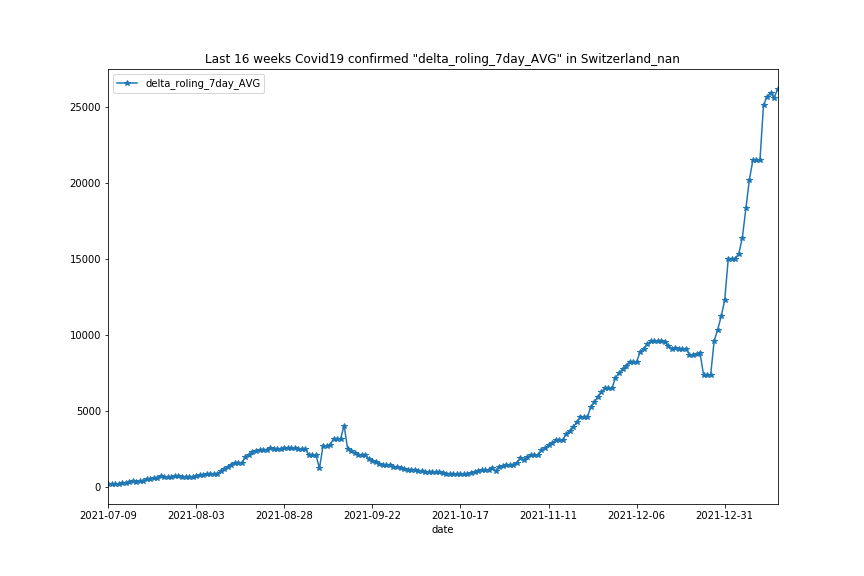 Last 16 weeks Covid19 confirmed "delta_roling_7day_AVG" in Switzerland_nan
delta_roling_7day_AVG
25000
20000
15000
10000
5000
0
2021-07-09 2021-08-03 2021-08-28 2021-09-22 2021-10-17 2021-11-11 2021-12-06 2021-12-31
date